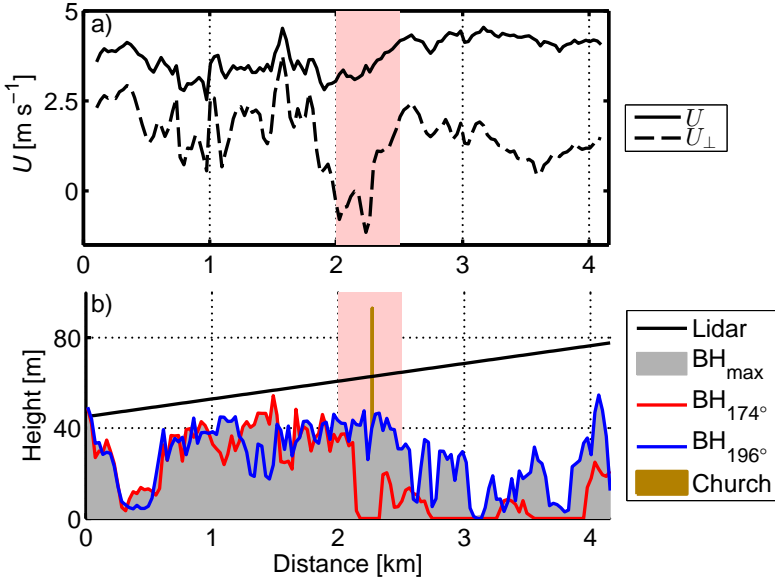 a)
5
2.5
0
U [m s⁻¹]
0 1 2 3 4
U
U⊥
b)
80
40
0
Height [m]
0 1 2 3 4
Distance [km]
Lidar
BHmax
BH174°
BH196°
Church